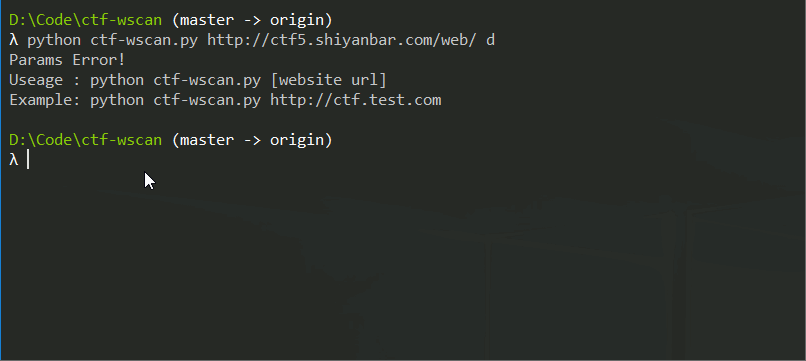 D:\Code\ctf-wscan (master -> origin)
λ python ctf-wscan.py http://ctf5.shiyanbar.com/web/ d
Params Error!
Useage : python ctf-wscan.py [website url]
Example: python ctf-wscan.py http://ctf.test.com
D:\Code\ctf-wscan (master -> origin)
λ